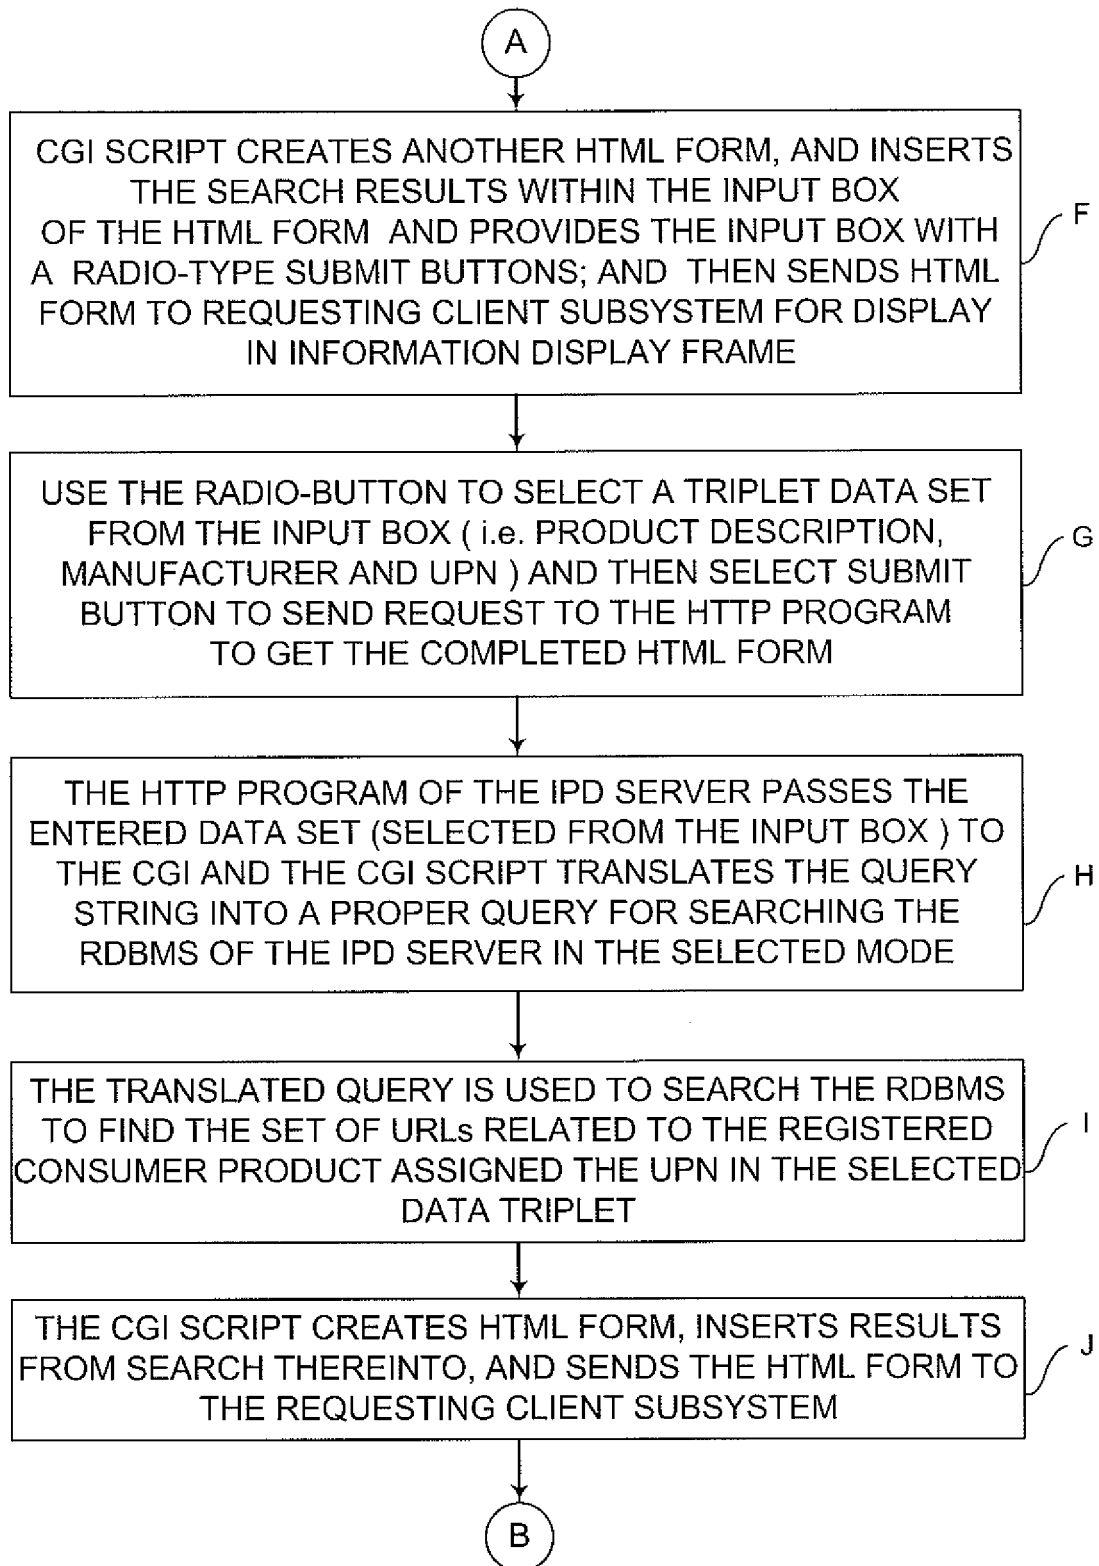 A
CGI SCRIPT CREATES ANOTHER HTML FORM, AND INSERTS
THE SEARCH RESULTS WITHIN THE INPUT BOX
OF THE HTML FORM AND PROVIDES THE INPUT BOX WITH
A RADIO-TYPE SUBMIT BUTTONS; AND THEN SENDS HTML
FORM TO REQUESTING CLIENT SUBSYSTEM FOR DISPLAY
IN INFORMATION DISPLAY FRAME
F
USE THE RADIO-BUTTON TO SELECT A TRIPLET DATA SET
FROM THE INPUT BOX ( i.e. PRODUCT DESCRIPTION,
MANUFACTURER AND UPN ) AND THEN SELECT SUBMIT
BUTTON TO SEND REQUEST TO THE HTTP PROGRAM
TO GET THE COMPLETED HTML FORM
G
THE HTTP PROGRAM OF THE IPD SERVER PASSES THE
ENTERED DATA SET (SELECTED FROM THE INPUT BOX ) TO
THE CGI AND THE CGI SCRIPT TRANSLATES THE QUERY
STRING INTO A PROPER QUERY FOR SEARCHING THE
RDBMS OF THE IPD SERVER IN THE SELECTED MODE
H
THE TRANSLATED QUERY IS USED TO SEARCH THE RDBMS
TO FIND THE SET OF URLs RELATED TO THE REGISTERED
CONSUMER PRODUCT ASSIGNED THE UPN IN THE SELECTED
DATA TRIPLET
I
THE CGI SCRIPT CREATES HTML FORM, INSERTS RESULTS
FROM SEARCH THEREINTO, AND SENDS THE HTML FORM TO
THE REQUESTING CLIENT SUBSYSTEM
J
B